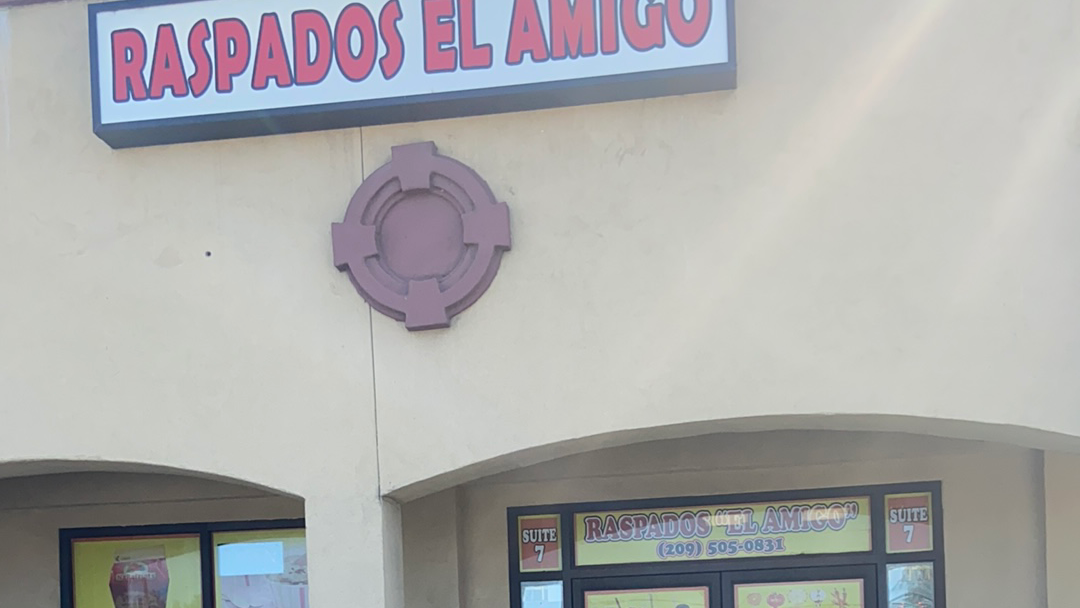 RASPADOS EL AMIGO
SUITE
7
RASPADOS "EL AMIGO"
(209) 505-0831
SUITE
7